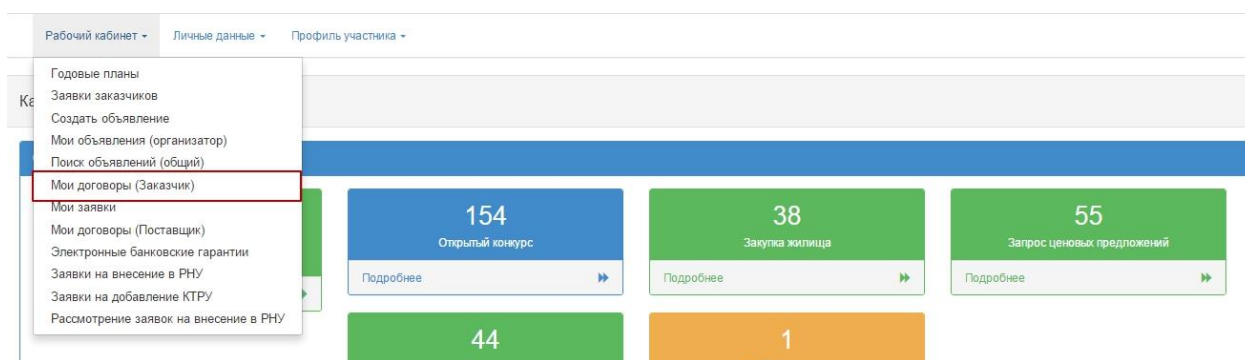 Рабочий кабинет Личные данные Профиль участника
Годовые планы
Ка
Заявки заказчиков
Создать объявление
Мои объявления (организатор)
Поиск объявлений (общий)
Мои договоры (Заказчик)
Мои заявки
Мои договоры (Поставщик)
Электронные банковские гарантии
Заявки на внесение в РНУ
Заявки на добавление КТРУ
Рассмотрение заявок на внесение в РНУ
154
Открытый конкурс
Подробнее
38
Закупка жилища
Подробнее
55
Запрос ценовых предложений
Подробнее
44
1